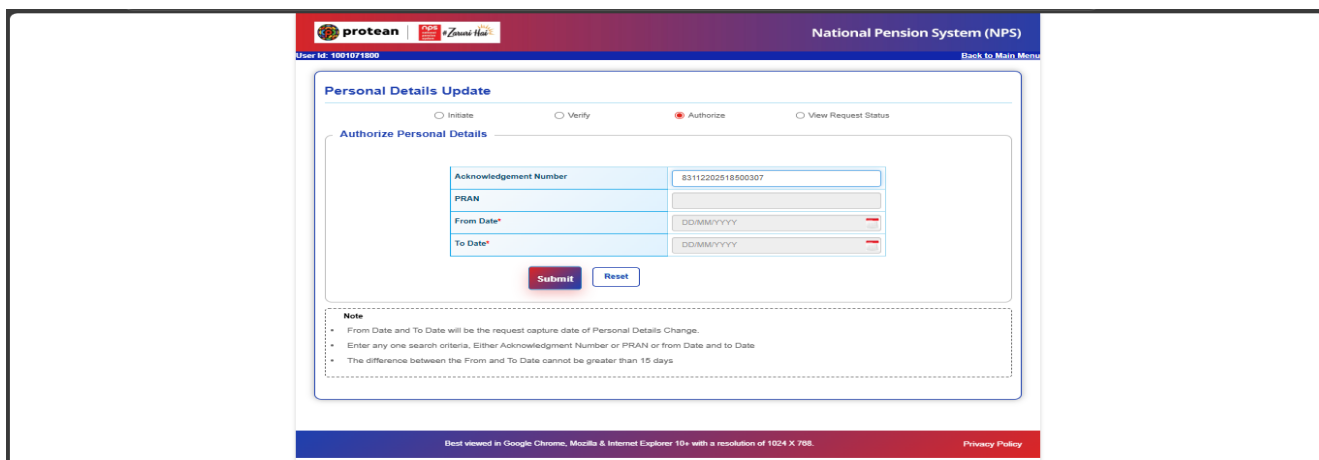 protean nps #Zaruri Hai National Pension System (NPS)
User Id: 1001071800 Back to Main Menu
Personal Details Update
Initiate Verify Authorize View Request Status
Authorize Personal Details
Acknowledgement Number 83112202518500307
PRAN
From Date* DD/MM/YYYY
To Date* DD/MM/YYYY
Submit Reset
Note
• From Date and To Date will be the request capture date of Personal Details Change.
• Enter any one search criteria, Either Acknowledgment Number or PRAN or from Date and to Date
• The difference between the From and To Date cannot be greater than 15 days
Best viewed in Google Chrome, Mozilla & Internet Explorer 10+ with a resolution of 1024 X 768. Privacy Policy